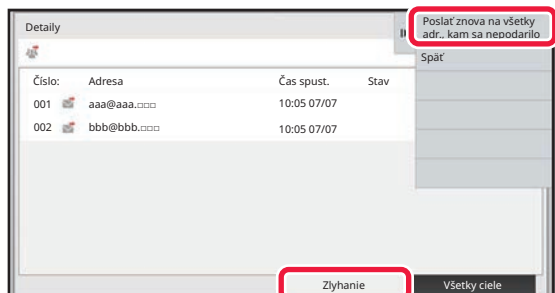 Detaily
Poslať znova na všetky
adr.. kam sa nepodarilo
Späť
Číslo: Adresa Čas spust. Stav
001 aaa@aaa.□□□ 10:05 07/07
002 bbb@bbb.□□□ 10:05 07/07
Zlyhanie Všetky ciele